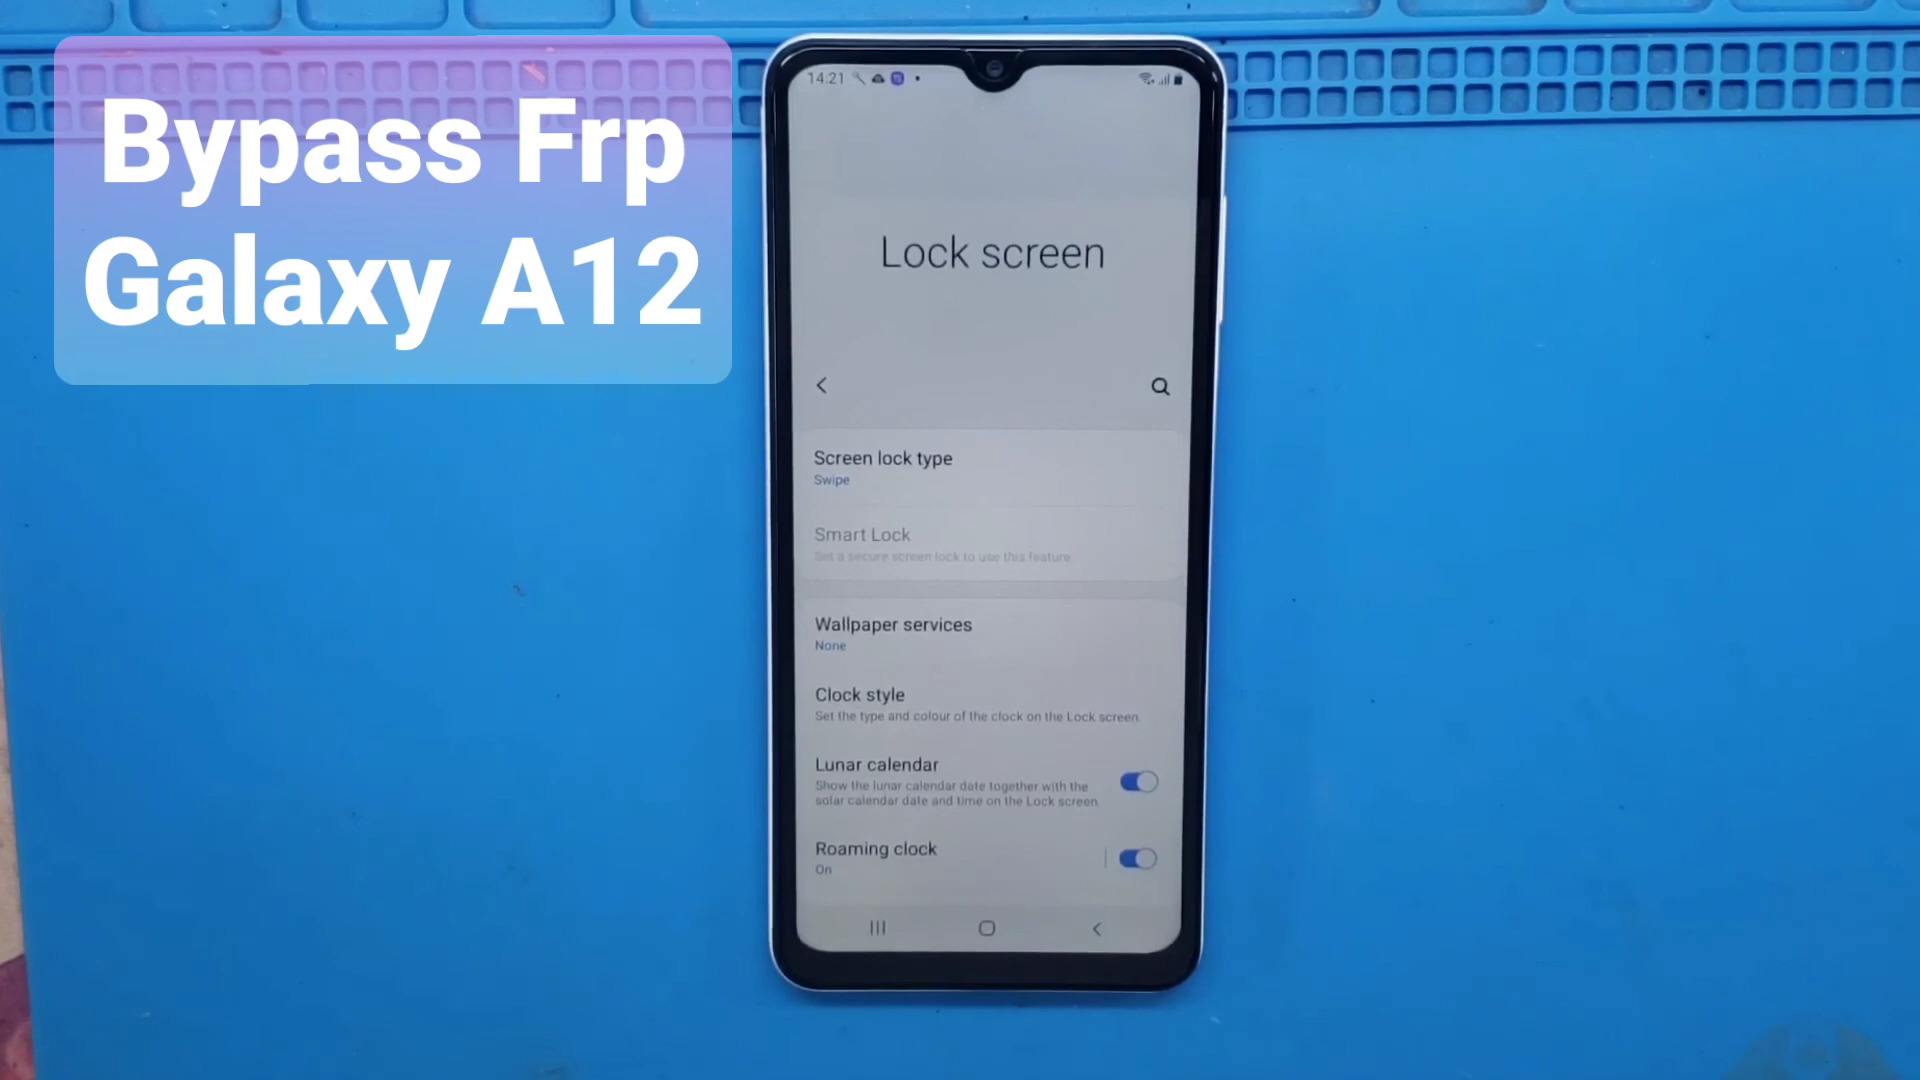 Bypass Frp
Galaxy A12
14:21
Lock screen
Screen lock type
Swipe
Smart Lock
Set a secure screen lock to use this feature.
Wallpaper services
None
Clock style
Set the type and colour of the clock on the Lock screen.
Lunar calendar
Show the lunar calendar date together with the
solar calendar date and time on the Lock screen.
Roaming clock
On